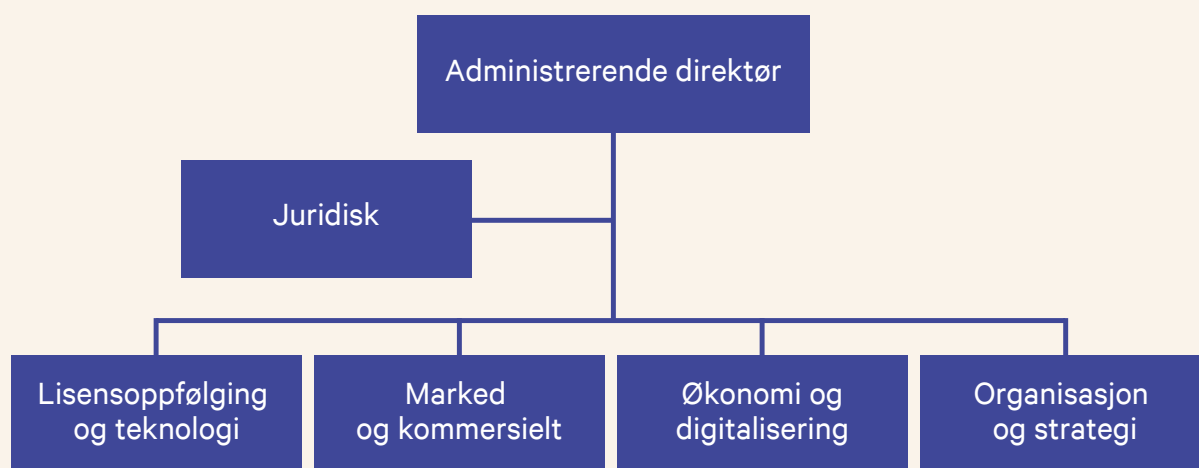 Administrerende direktør
Juridisk
Lisensoppfølging
og teknologi
Marked
og kommersielt
Økonomi og
digitalisering
Organisasjon
og strategi